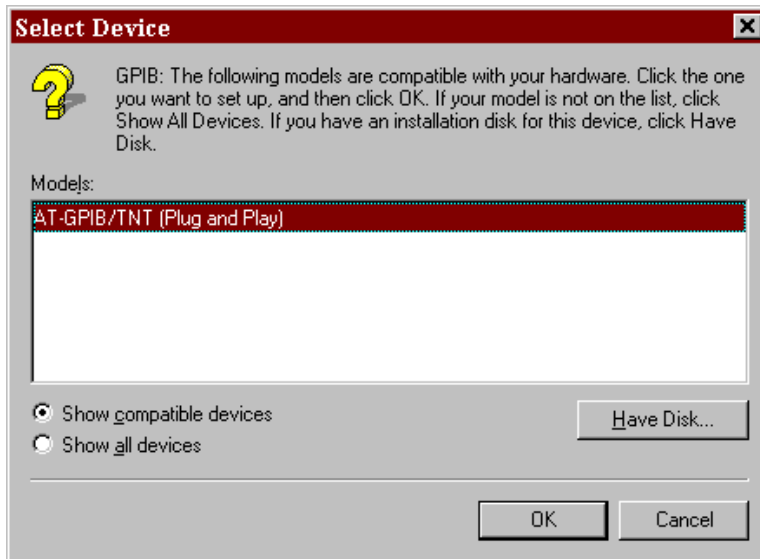 Select Device
GPIB: The following models are compatible with your hardware. Click the one
you want to set up, and then click OK. If your model is not on the list, click
Show All Devices. If you have an installation disk for this device, click Have
Disk.
Models:
AT-GPIB/TNT (Plug and Play)
Show compatible devices
Have Disk...
Show all devices
OK
Cancel